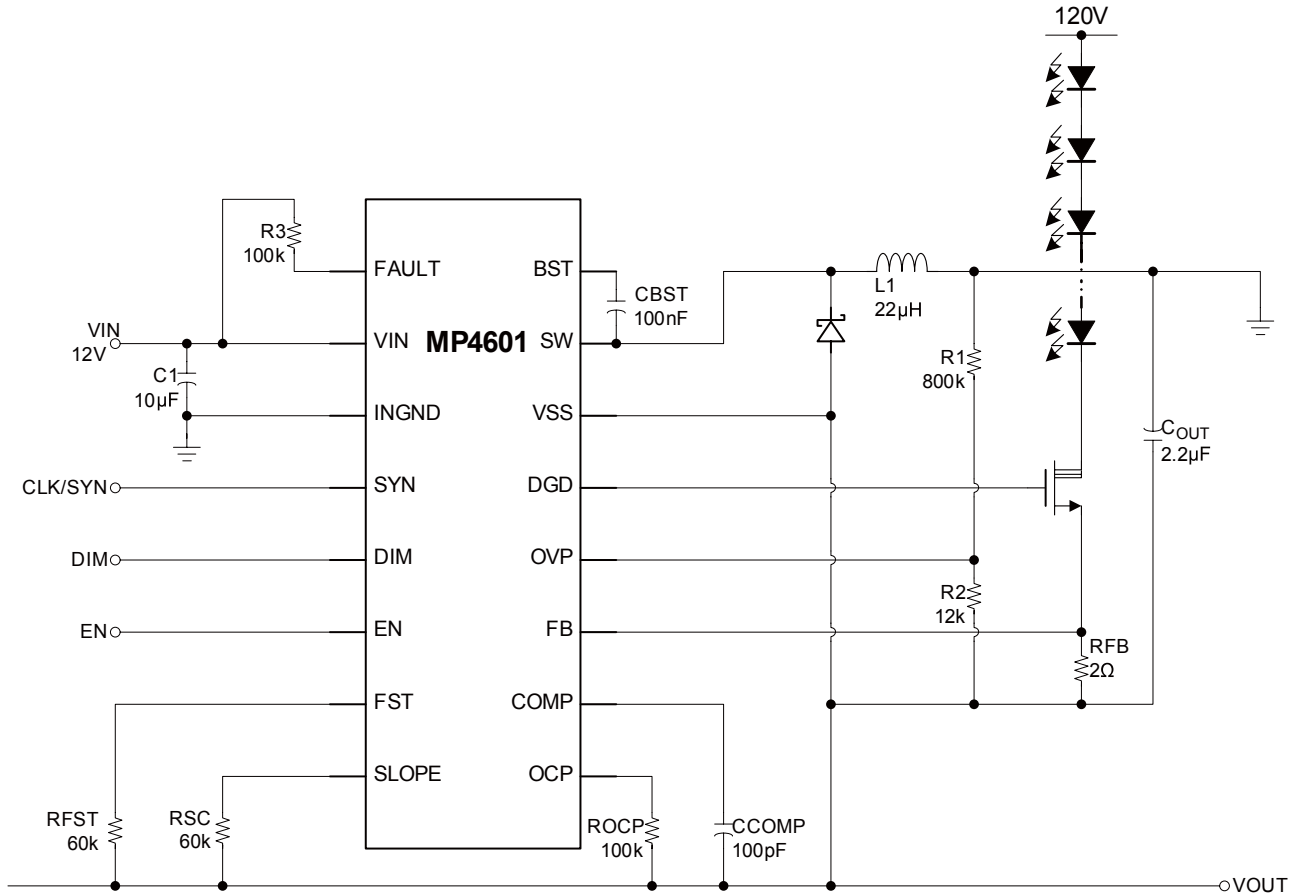 120V
R3
100k
FAULT
BST
CBST
100nF
L1
22µH
VIN
12V
VIN
MP4601
SW
R1
800k
C1
10µF
INGND
VSS
COUT
2.2µF
CLK/SYN
SYN
DGD
DIM
DIM
OVP
R2
12k
EN
EN
FB
RFB
2Ω
FST
COMP
SLOPE
OCP
RFST
60k
RSC
60k
ROCP
100k
CCOMP
100pF
VOUT